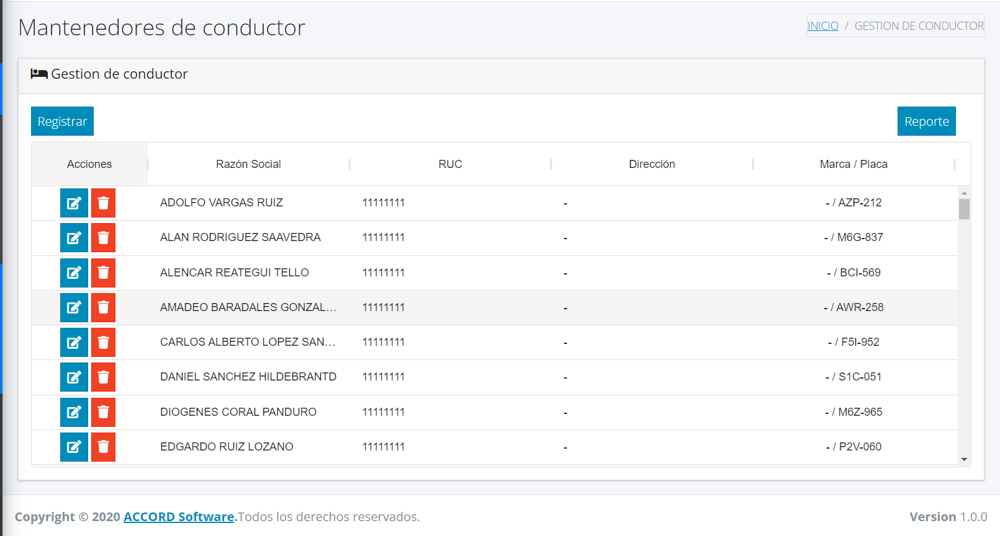 Mantenedores de conductor
INICIO / GESTION DE CONDUCTOR
Gestion de conductor
Registrar
Reporte
Acciones Razón Social RUC Dirección Marca / Placa
ADOLFO VARGAS RUIZ 11111111 - - / AZP-212
ALAN RODRIGUEZ SAAVEDRA 11111111 - - / M6G-837
ALENCAR REATEGUI TELLO 11111111 - - / BCI-569
AMADEO BARADALES GONZAL... 11111111 - - / AWR-258
CARLOS ALBERTO LOPEZ SAN... 11111111 - - / F5I-952
DANIEL SANCHEZ HILDEBRANTD 11111111 - - / S1C-051
DIOGENES CORAL PANDURO 11111111 - - / M6Z-965
EDGARDO RUIZ LOZANO 11111111 - - / P2V-060
Copyright © 2020 ACCORD Software.Todos los derechos reservados.
Version 1.0.0